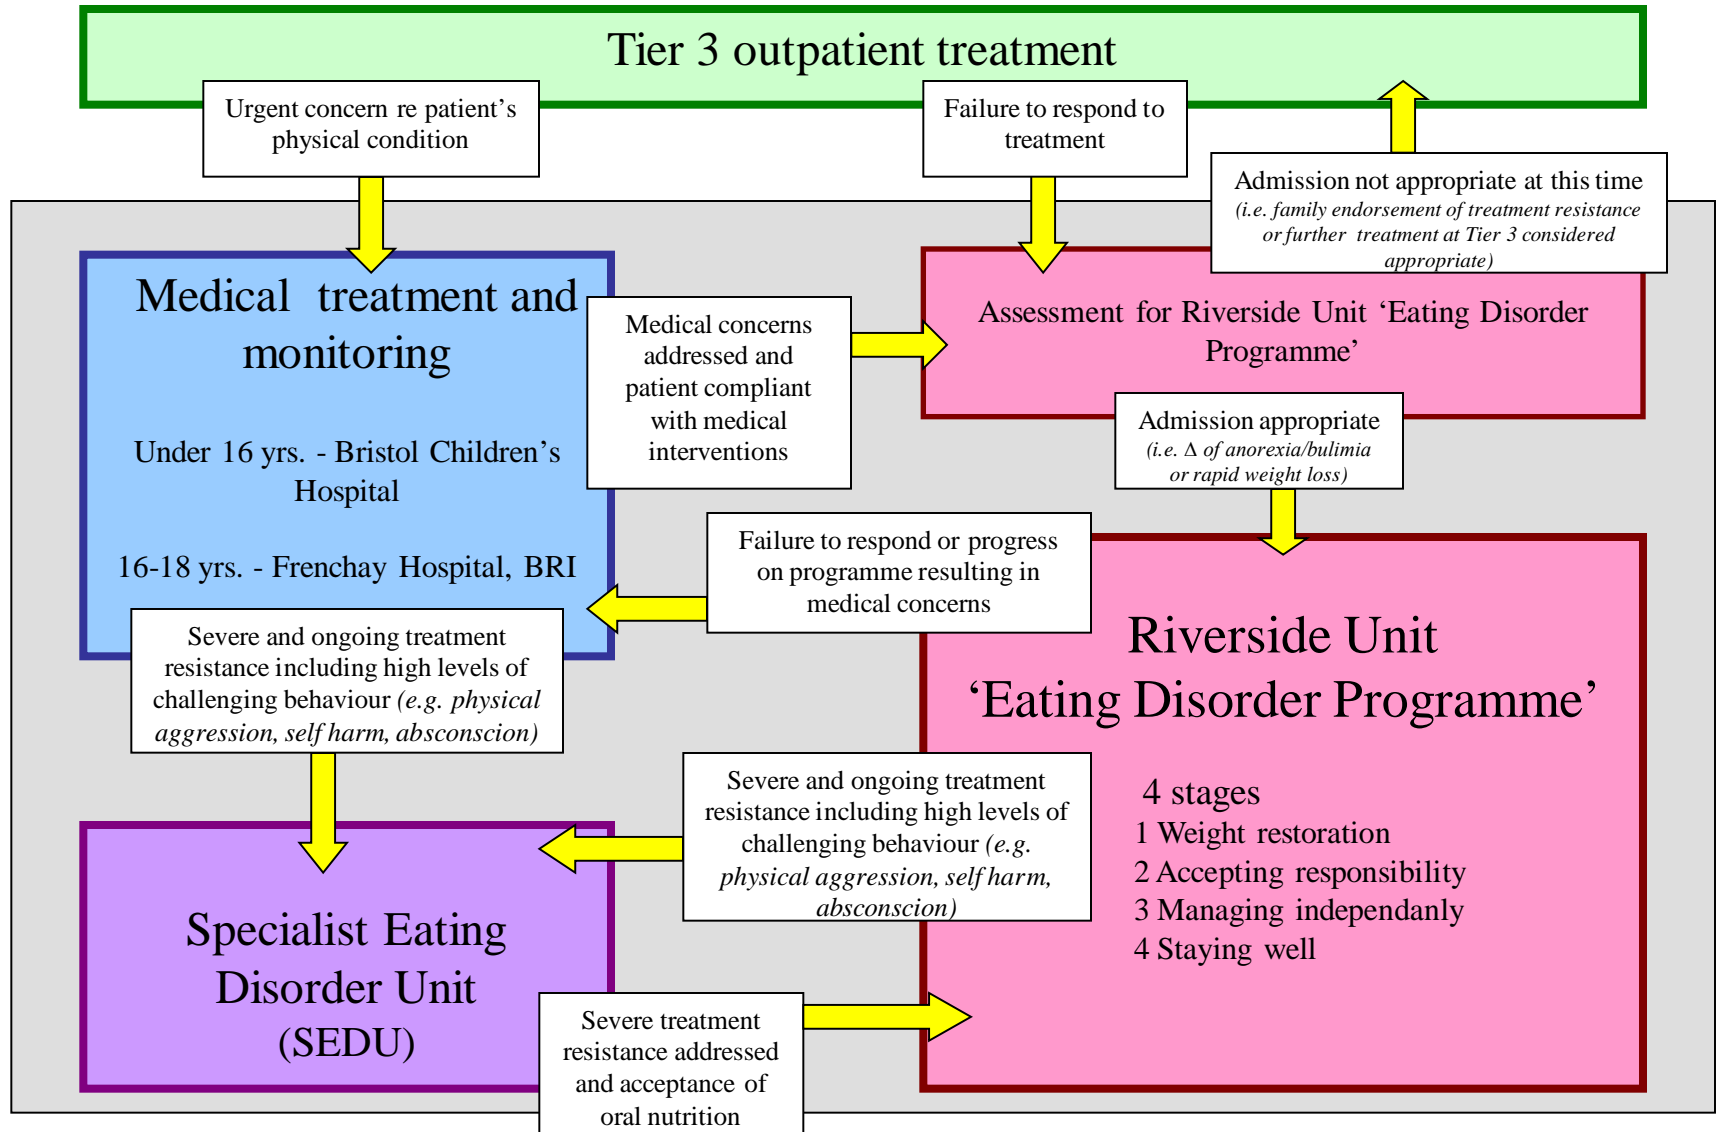 Tier 3 outpatient treatment
Urgent concern re patient’s
physical condition
Failure to respond to
treatment
Admission not appropriate at this time
(i.e. family endorsement of treatment resistance
or further treatment at Tier 3 considered
appropriate)
Medical treatment and
monitoring
Under 16 yrs. - Bristol Children’s
Hospital
16-18 yrs. - Frenchay Hospital, BRI
Medical concerns
addressed and
patient compliant
with medical
interventions
Assessment for Riverside Unit ‘Eating Disorder
Programme’
Admission appropriate
(i.e. Δ of anorexia/bulimia
or rapid weight loss)
Failure to respond or progress
on programme resulting in
medical concerns
Severe and ongoing treatment
resistance including high levels of
challenging behaviour (e.g. physical
aggression, self harm, absconscion)
Riverside Unit
‘Eating Disorder Programme’
4 stages
1 Weight restoration
2 Accepting responsibility
3 Managing independanly
4 Staying well
Severe and ongoing treatment
resistance including high levels of
challenging behaviour (e.g.
physical aggression, self harm,
absconscion)
Specialist Eating
Disorder Unit
(SEDU)
Severe treatment
resistance addressed
and acceptance of
oral nutrition